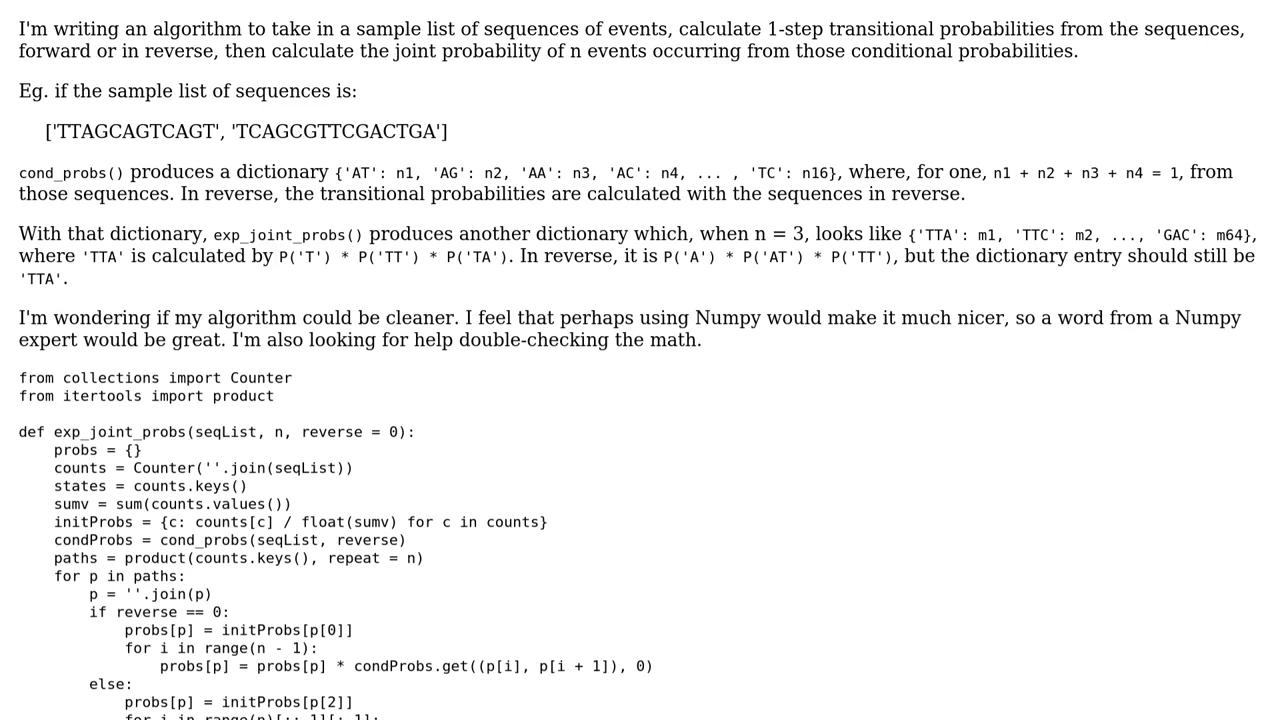 I'm writing an algorithm to take in a sample list of sequences of events, calculate 1-step transitional probabilities from the sequences,
forward or in reverse, then calculate the joint probability of n events occurring from those conditional probabilities.
Eg. if the sample list of sequences is:
['TTAGCAGTCAGT', 'TCAGCGTTCGACTGA']
cond_probs() produces a dictionary {'AT': n1, 'AG': n2, 'AA': n3, 'AC': n4, ... , 'TC': n16}, where, for one, n1 + n2 + n3 + n4 = 1, from
those sequences. In reverse, the transitional probabilities are calculated with the sequences in reverse.
With that dictionary, exp_joint_probs() produces another dictionary which, when n = 3, looks like {'TTA': m1, 'TTC': m2, ..., 'GAC': m64},
where 'TTA' is calculated by P('T') * P('TT') * P('TA'). In reverse, it is P('A') * P('AT') * P('TT'), but the dictionary entry should still be
'TTA'.
I'm wondering if my algorithm could be cleaner. I feel that perhaps using Numpy would make it much nicer, so a word from a Numpy
expert would be great. I'm also looking for help double-checking the math.
from collections import Counter
from itertools import product
def exp_joint_probs(seqList, n, reverse = 0):
    probs = {}
    counts = Counter(''.join(seqList))
    states = counts.keys()
    sumv = sum(counts.values())
    initProbs = {c: counts[c] / float(sumv) for c in counts}
    condProbs = cond_probs(seqList, reverse)
    paths = product(counts.keys(), repeat = n)
    for p in paths:
        p = ''.join(p)
        if reverse == 0:
            probs[p] = initProbs[p[0]]
            for i in range(n - 1):
                probs[p] = probs[p] * condProbs.get((p[i], p[i + 1]), 0)
        else:
            probs[p] = initProbs[p[2]]
            for i in range(n)[:: 1][: 1]: